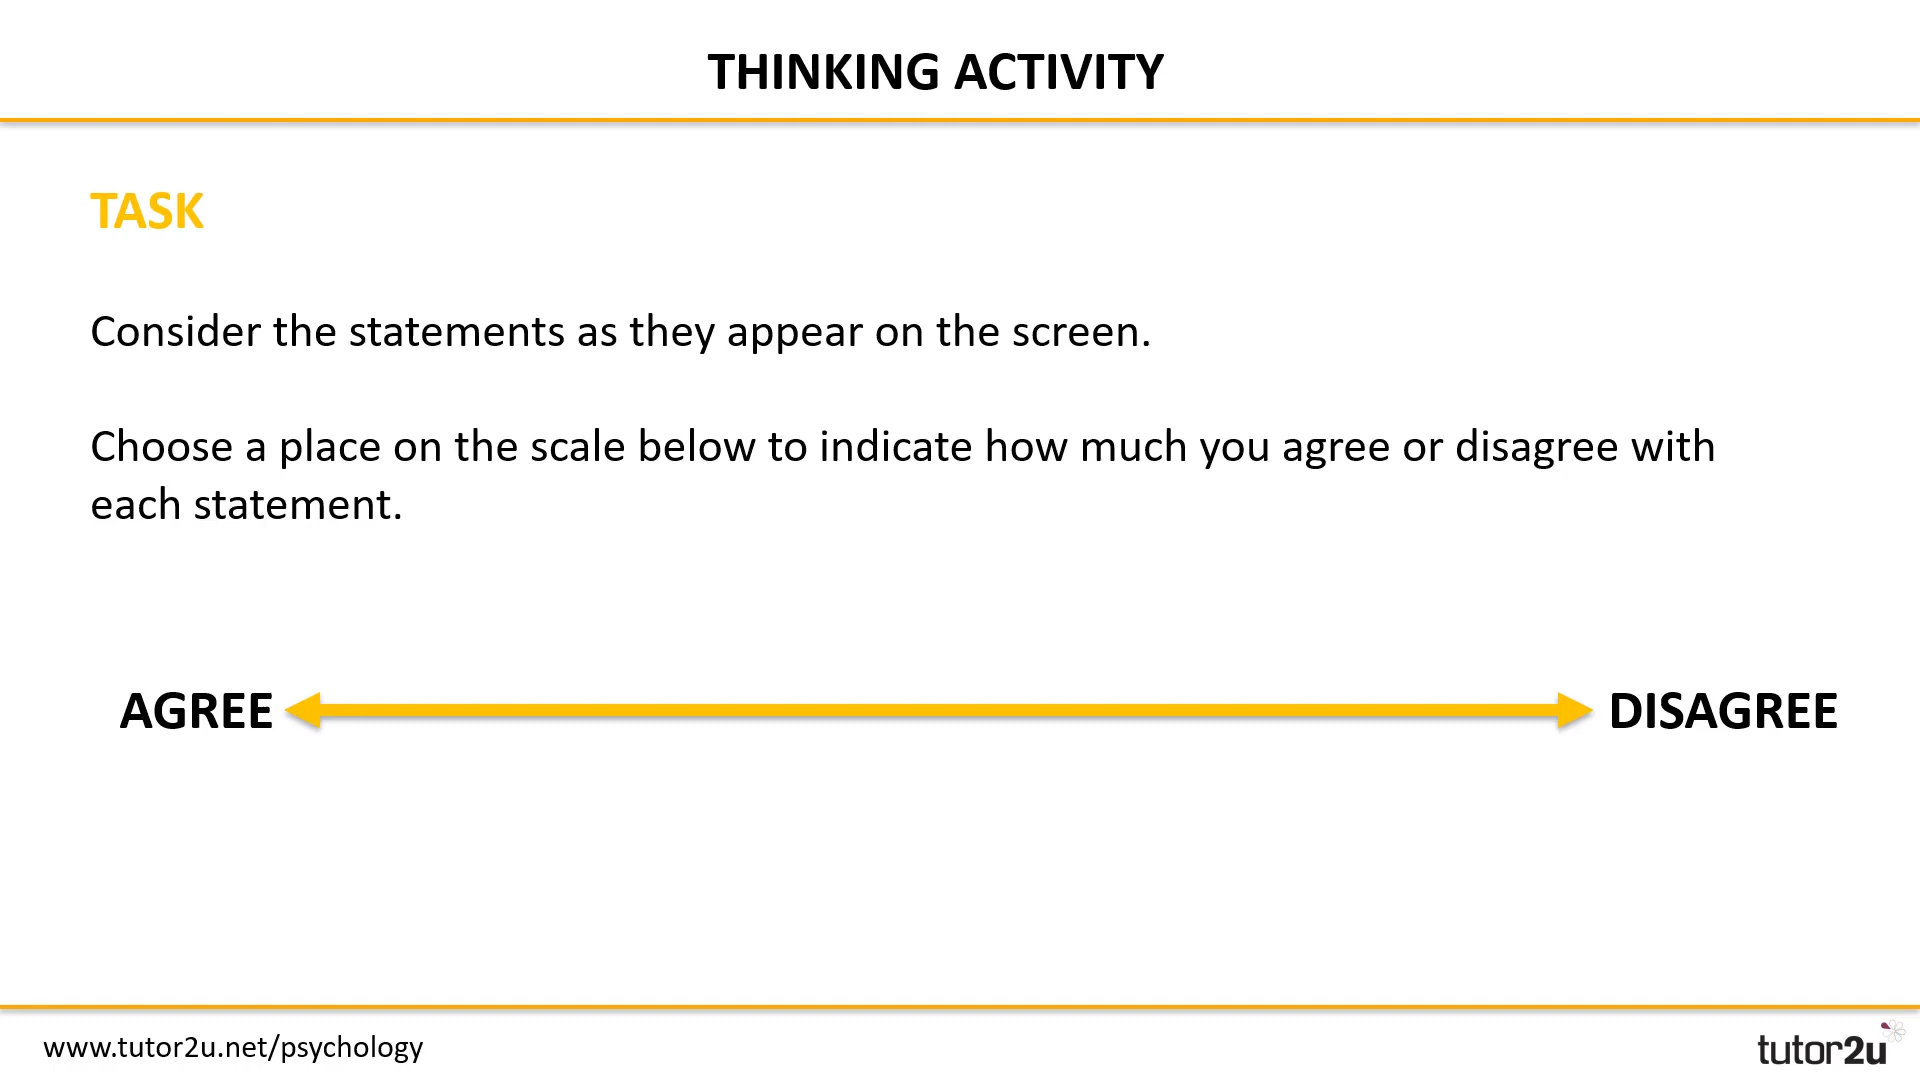 THINKING ACTIVITY
TASK
Consider the statements as they appear on the screen.
Choose a place on the scale below to indicate how much you agree or disagree with
each statement.
AGREE
DISAGREE
www.tutor2u.net/psychology
tutor2u